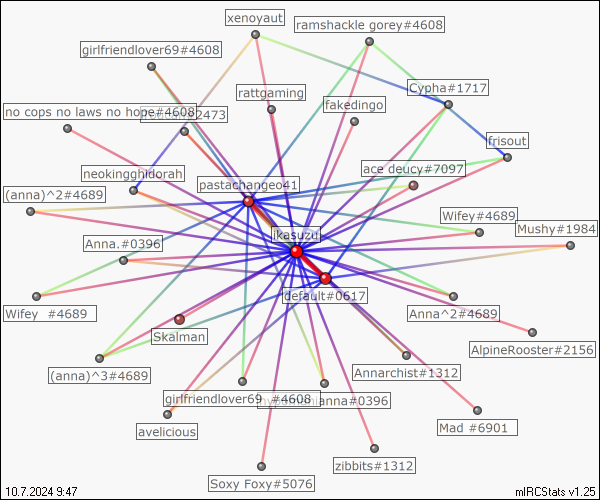 xenoyaut
ramshackle gorey#4608
girlfriendlover69#4608
Cypha#1717
rattgaming
fakedingo
no cops no laws no hope#4608
2473
frisout
ace deucy#7097
neokingghidorah
pastachangeo41
(anna)^2#4689
Wifey#4689
Mushy#1984
ikasuzu
Anna.#0396
default#0617
Wifey #4689
Anna^2#4689
Skalman
AlpineRooster#2156
(anna)^3#4689
Annarchist#1312
girlfriendlover69 #4608
anna#0396
avelicious
Mad #6901
zibbits#1312
Soxy Foxy#5076
10.7.2024 9:47
mIRCStats v1.25